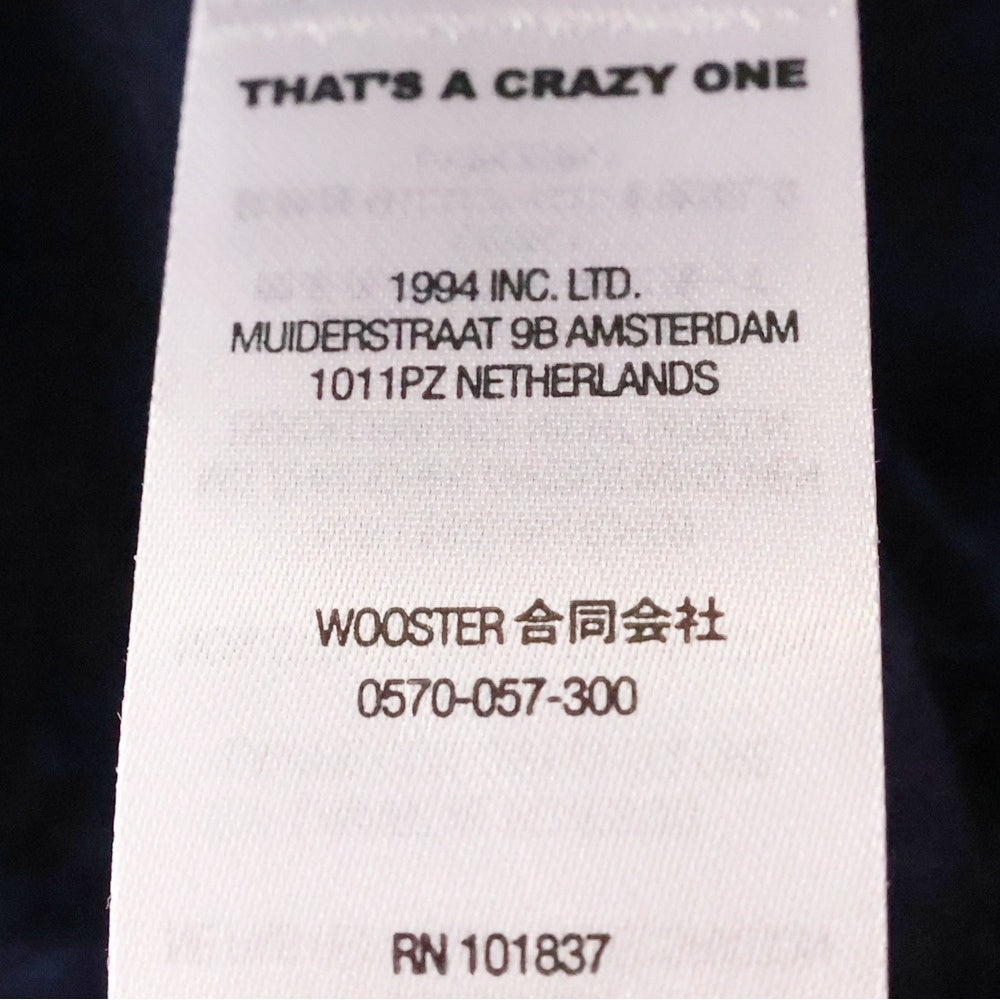 THAT'S A CRAZY ONE
1994 INC. LTD.
MUIDERSTRAAT 9B AMSTERDAM
1011PZ NETHERLANDS
WOOSTER 合同会社
0570-057-300
RN 101837